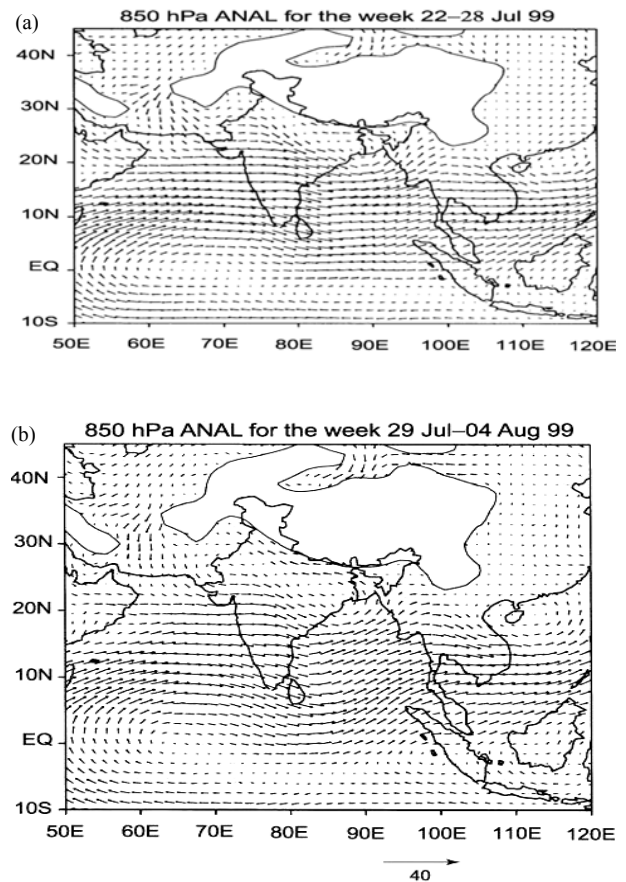 (a)
850 hPa ANAL for the week 22–28 Jul 99
40N
30N
20N
10N
EQ
10S
50E 60E 70E 80E 90E 100E 110E 120E
(b)
850 hPa ANAL for the week 29 Jul–04 Aug 99
40N
30N
20N
10N
EQ
10S
50E 60E 70E 80E 90E 100E 110E 120E
40